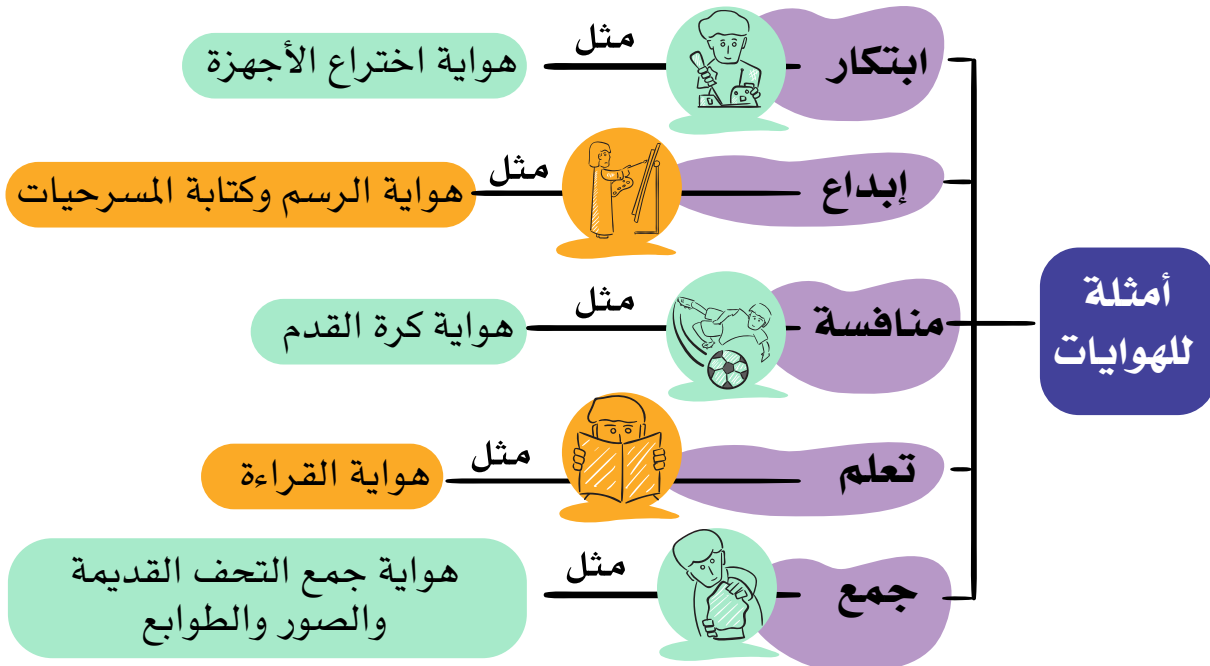 أمثلة
للهوايات
ابتكار
مثل
هواية اختراع الأجهزة
إبداع
مثل
هواية الرسم وكتابة المسرحيات
منافسة
مثل
هواية كرة القدم
تعلم
مثل
هواية القراءة
جمع
مثل
هواية جمع التحف القديمة
والصور والطوابع